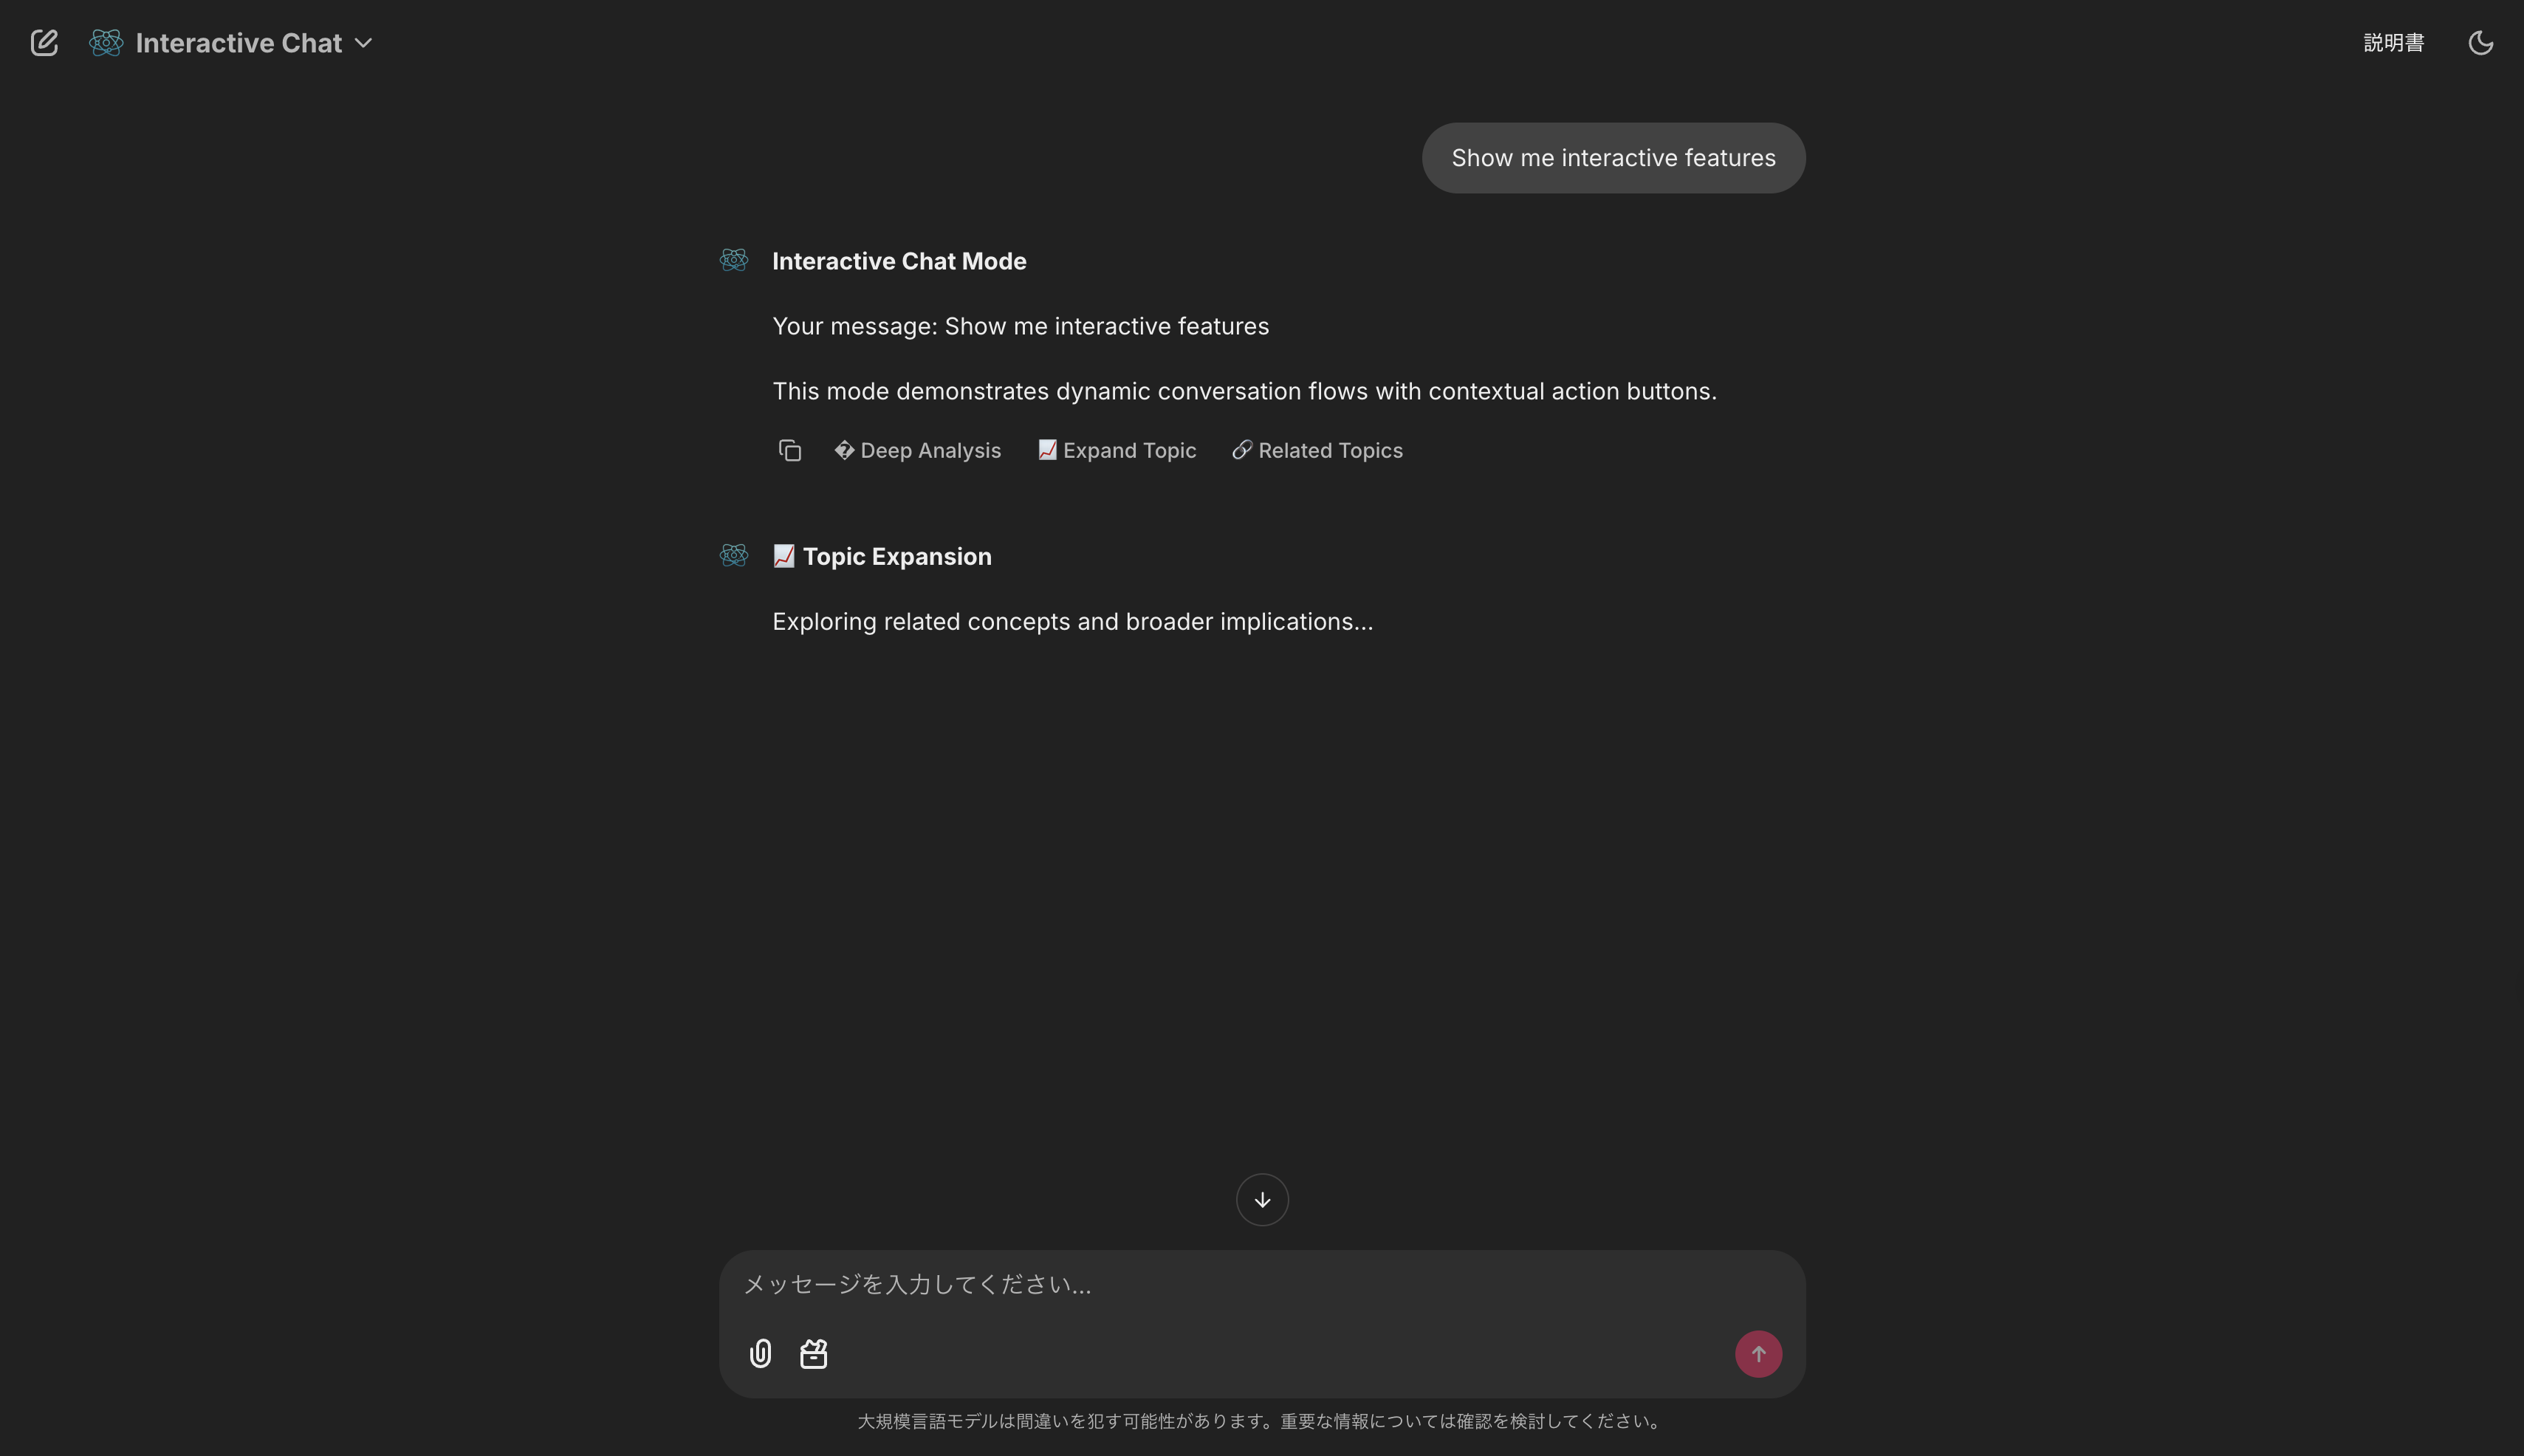 Interactive Chat
説明書
Show me interactive features
Interactive Chat Mode
Your message: Show me interactive features
This mode demonstrates dynamic conversation flows with contextual action buttons.
� Deep Analysis 📈 Expand Topic 🔗 Related Topics
📈 Topic Expansion
Exploring related concepts and broader implications...
メッセージを入力してください...
大規模言語モデルは間違いを犯す可能性があります。重要な情報については確認を検討してください。